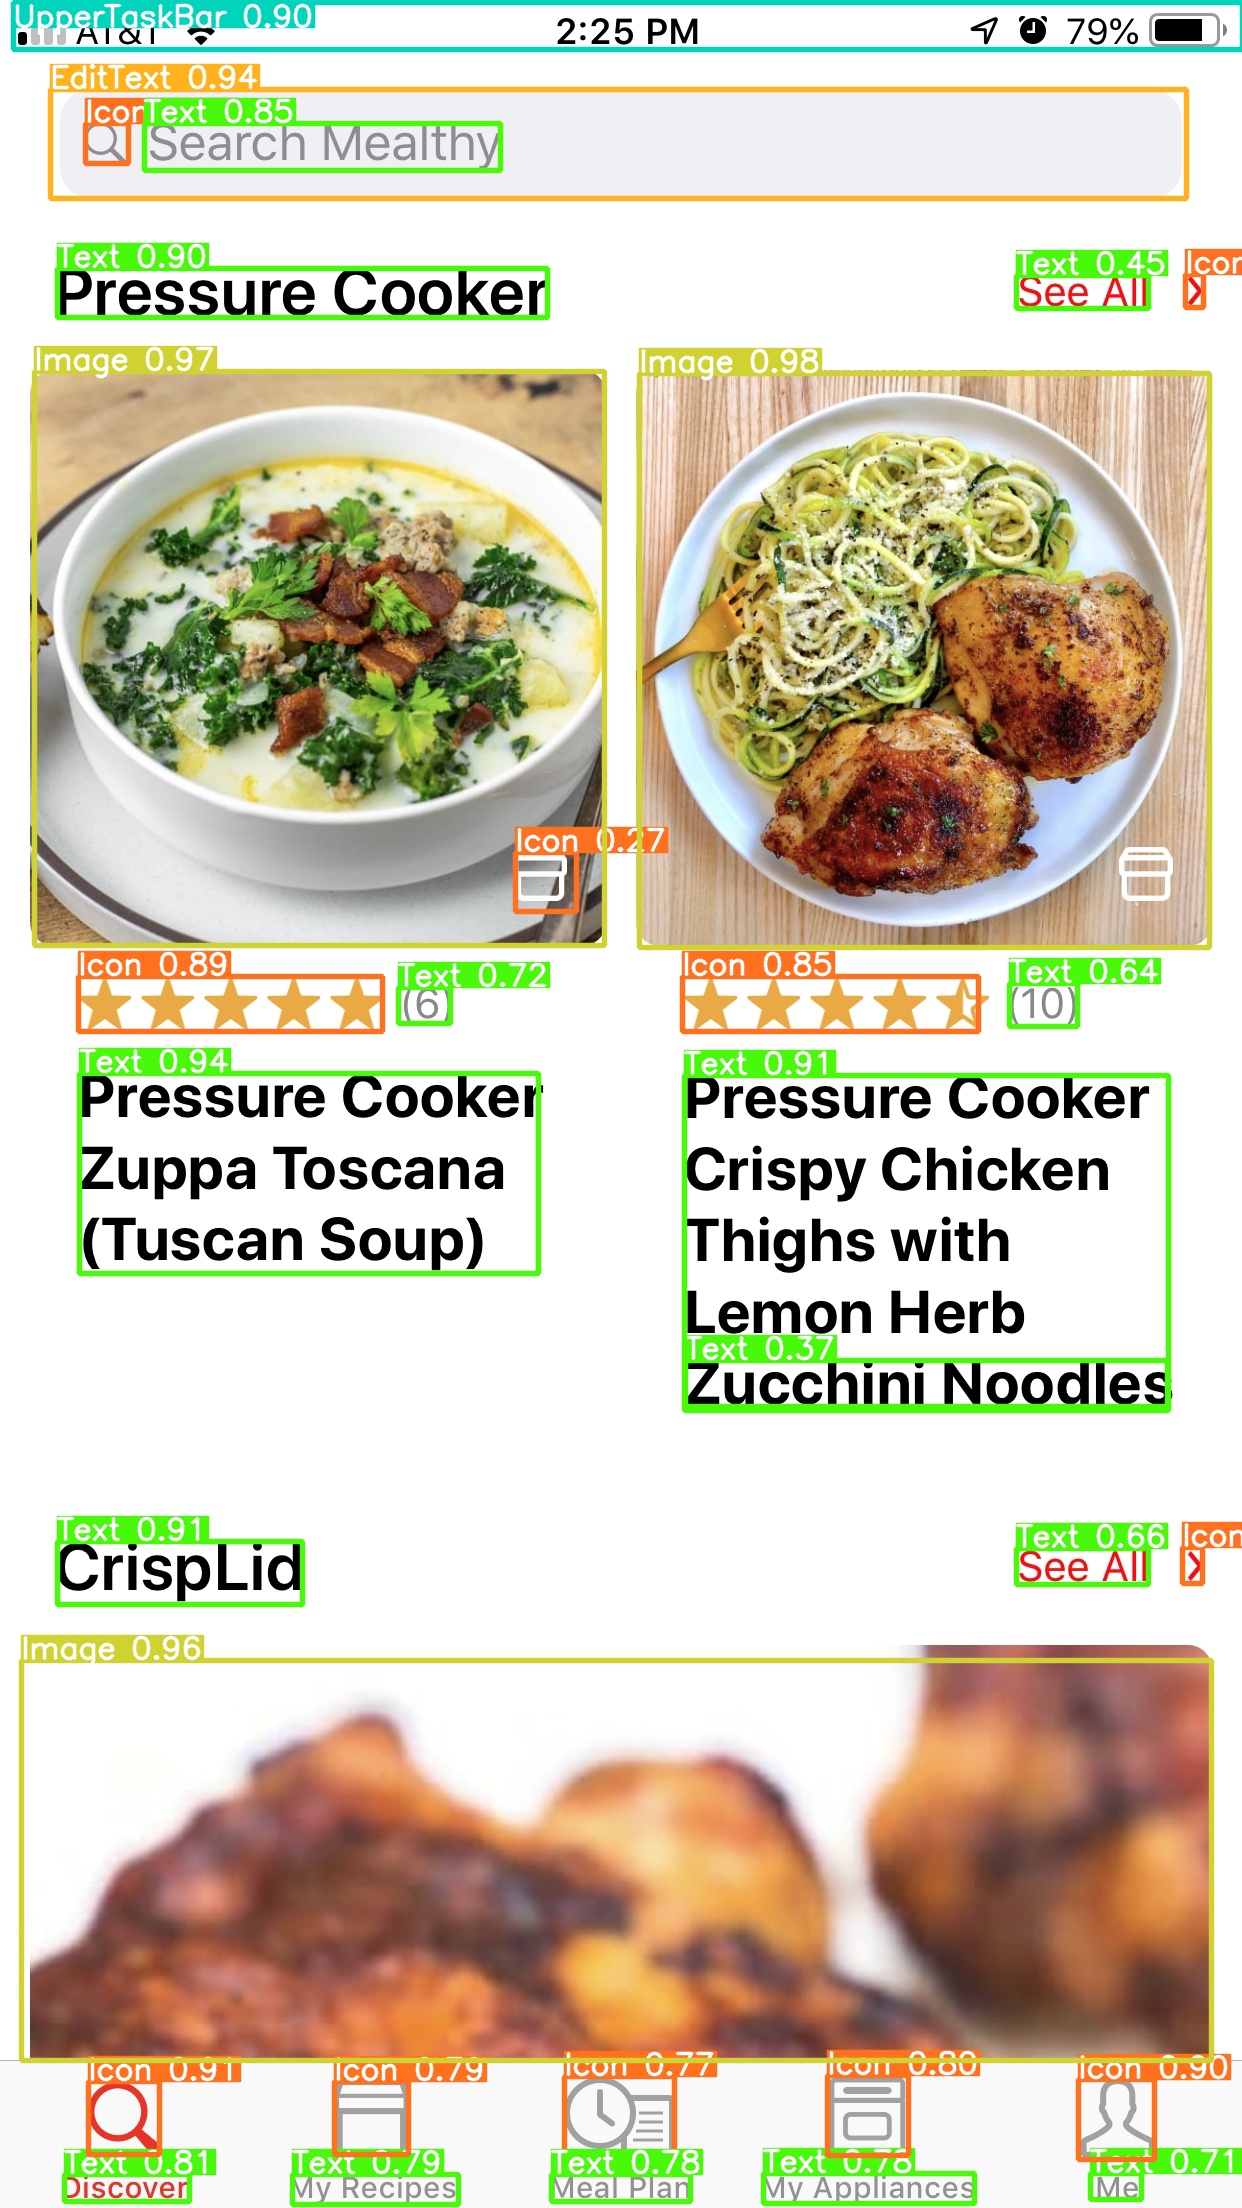 UpperTaskBar 0.90
AT&T 2:25 PM 79%
EditText 0.94
Icon Text 0.85
Search Mealthy
Text 0.90 Text 0.45 Icon
Pressure Cooker See All
Image 0.97 Image 0.98
Icon 0.27
Icon 0.89 Text 0.72 Icon 0.85 Text 0.64
(6) (10)
Text 0.94
Pressure Cooker
Zuppa Toscana
(Tuscan Soup)
Text 0.91
Pressure Cooker
Crispy Chicken
Thighs with
Lemon Herb
Text 0.37
Zucchini Noodles
Text 0.91 Text 0.66 Icon
CrispLid See All
Image 0.96
Icon 0.91 Icon 0.79 Icon 0.77 Icon 0.80 Icon 0.90
Text 0.81 Text 0.79 Text 0.78 Text 0.78 Text 0.71
Discover My Recipes Meal Plan My Appliances Me